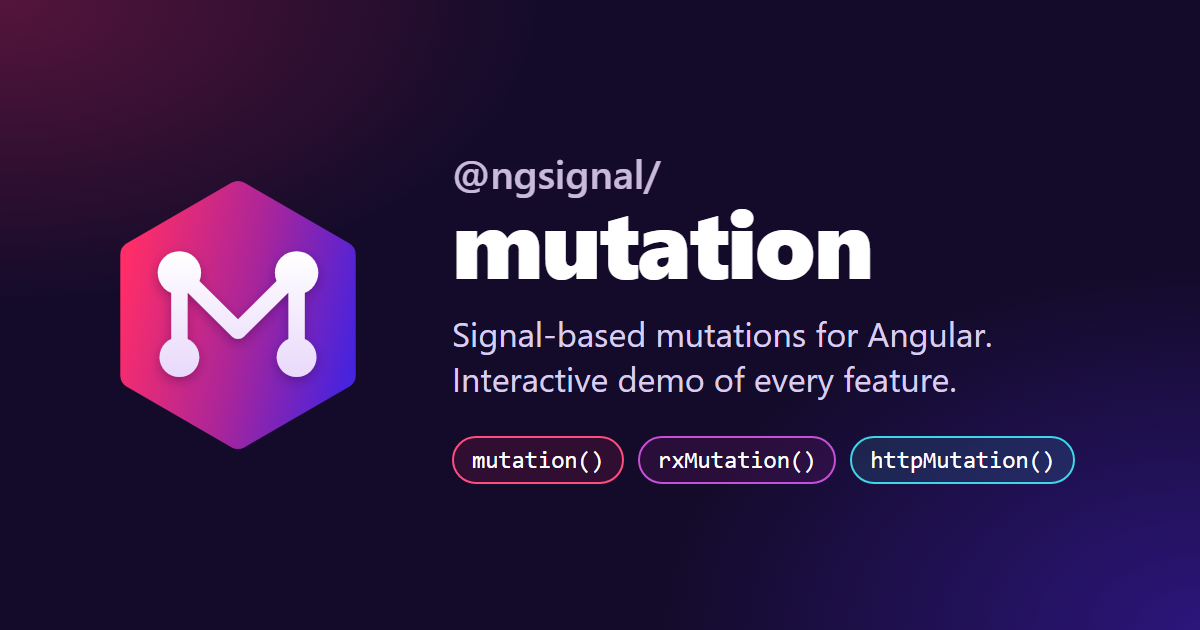 M
@ngsignal/
mutation
Signal-based mutations for Angular.
Interactive demo of every feature.
mutation() rxMutation() httpMutation()